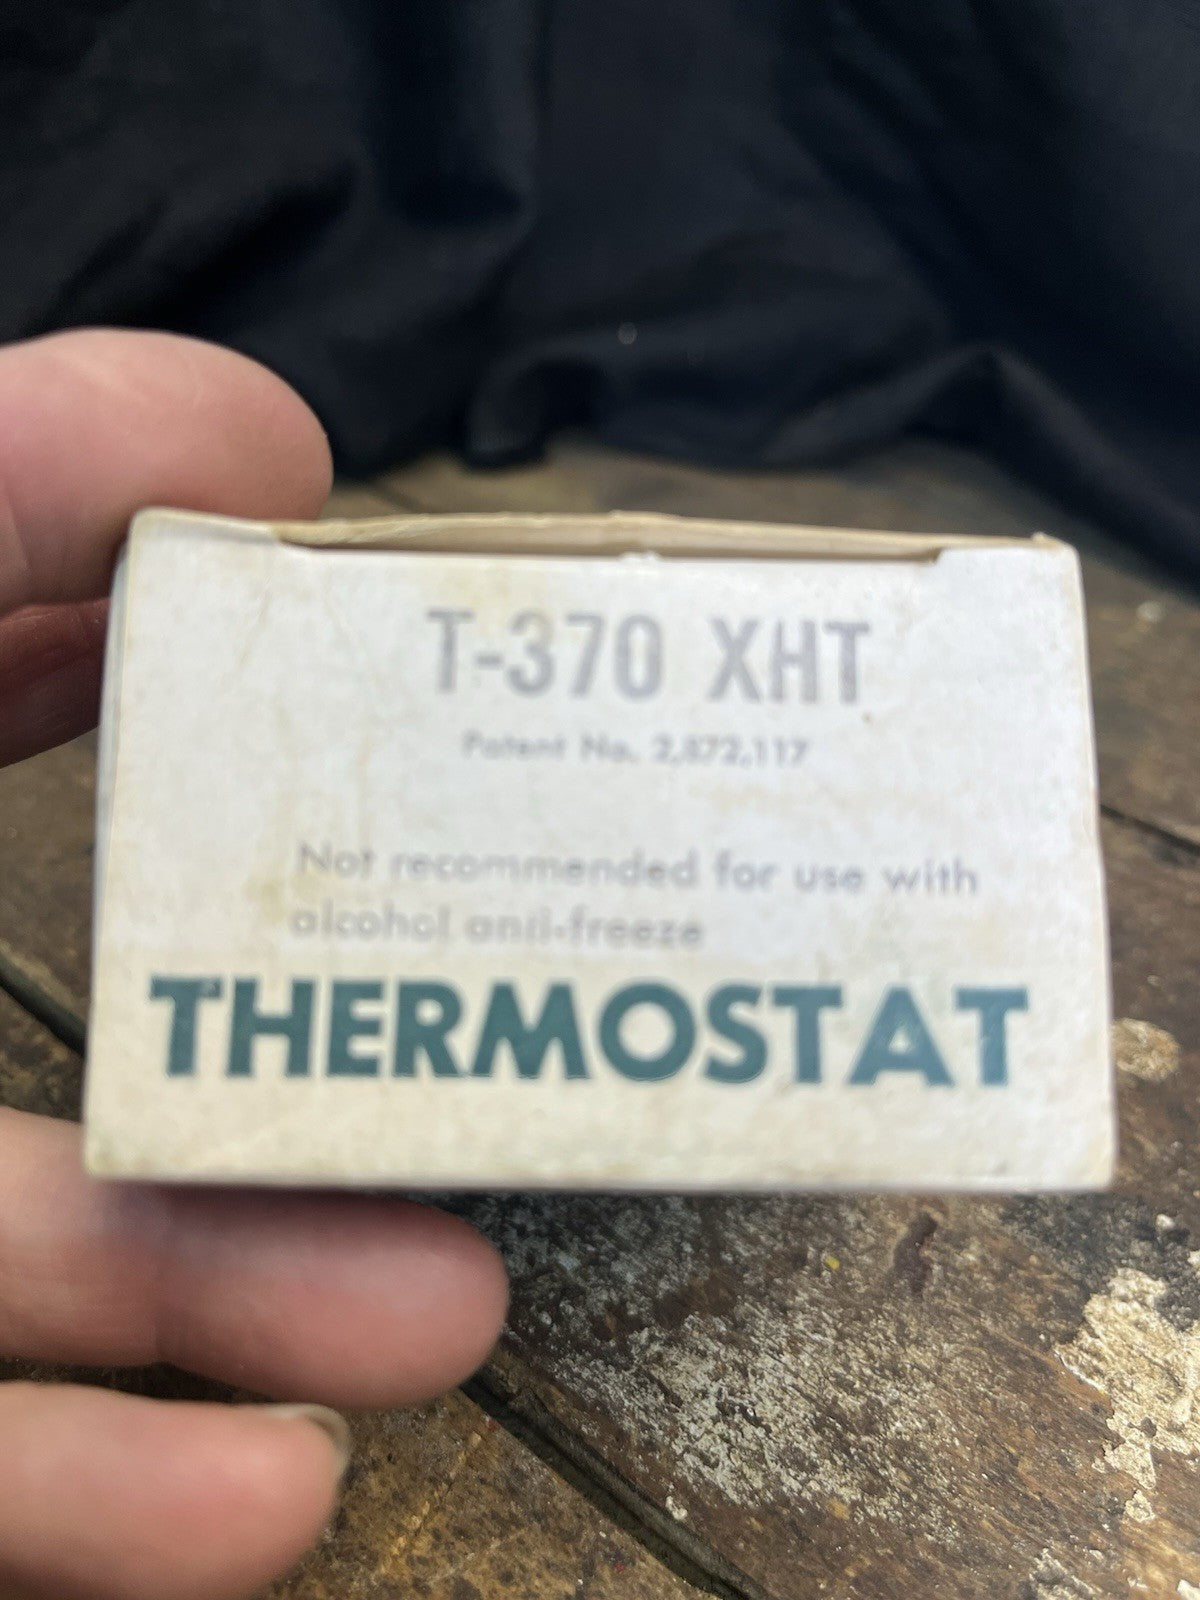 T-370 XHT
Patent No. 2,872,117
Not recommended for use with
alcohol anti-freeze
THERMOSTAT